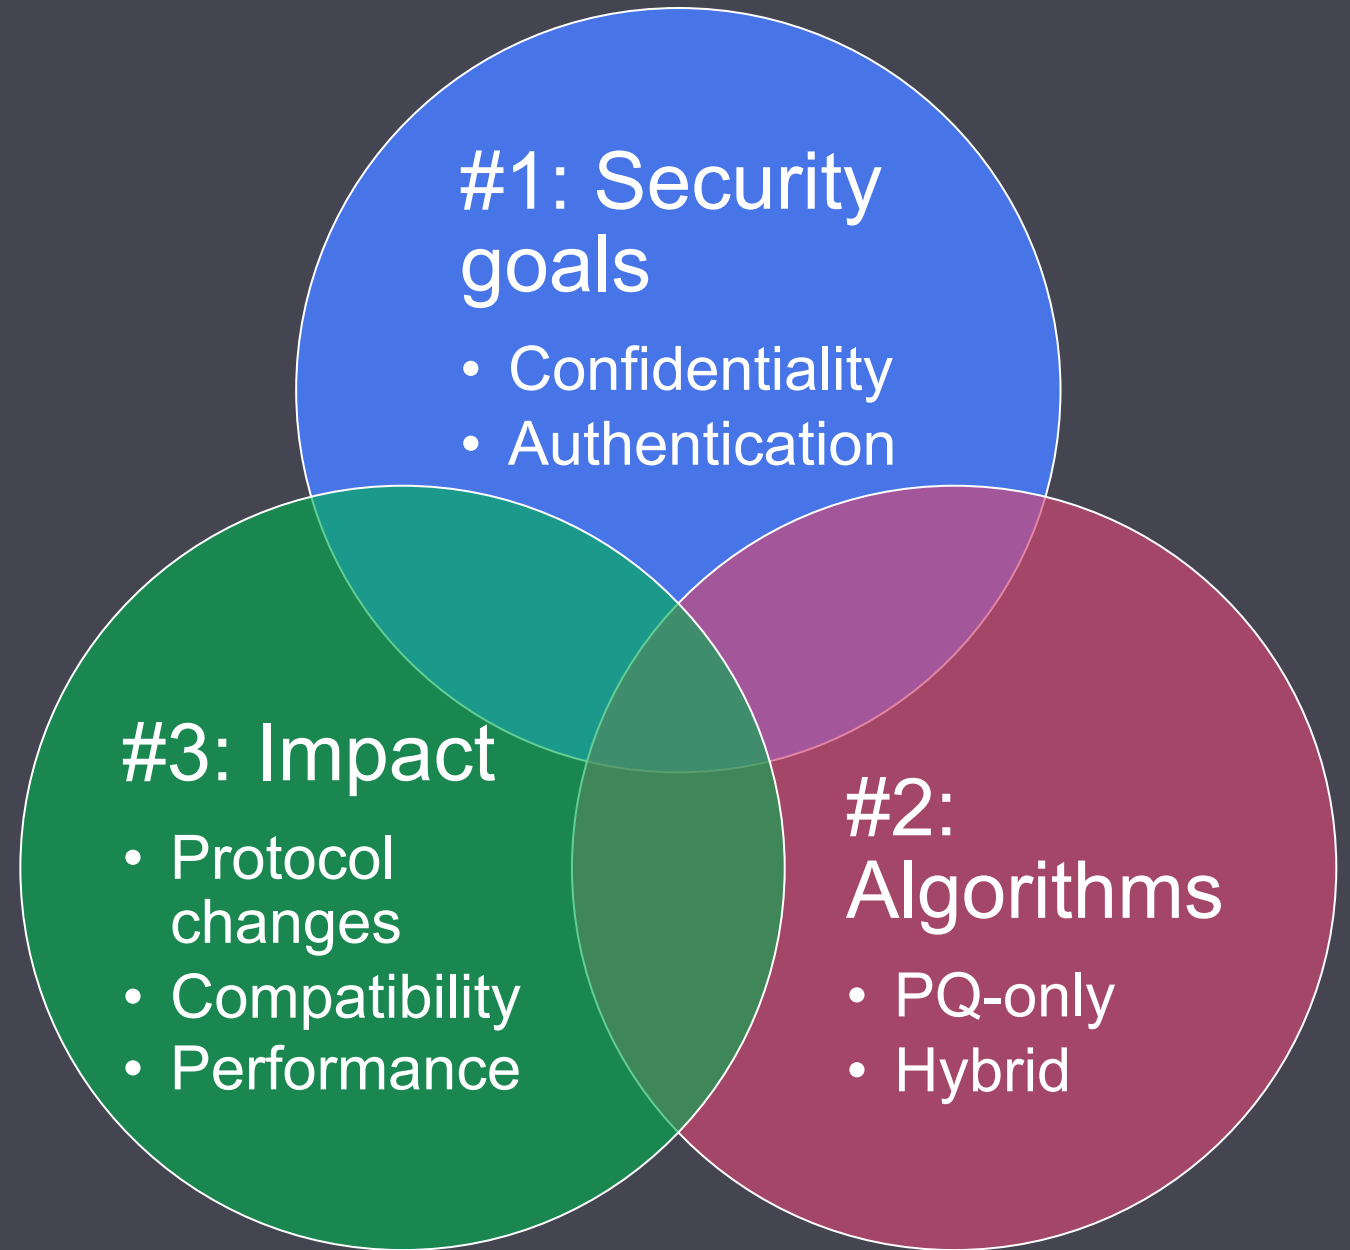 #1: Security
goals
• Confidentiality
• Authentication
#3: Impact
• Protocol
changes
• Compatibility
• Performance
#2:
Algorithms
• PQ-only
• Hybrid